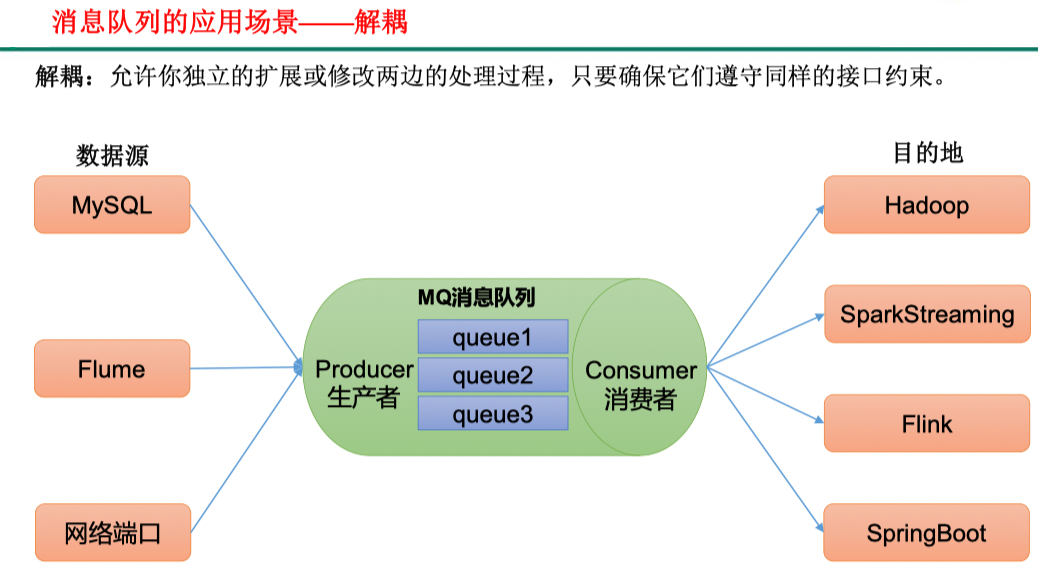 消息队列的应用场景——解耦
解耦：允许你独立的扩展或修改两边的处理过程，只要确保它们遵守同样的接口约束。
数据源
MySQL
Flume
网络端口
MQ消息队列
Producer
生产者
queue1
queue2
queue3
Consumer
消费者
目的地
Hadoop
SparkStreaming
Flink
SpringBoot